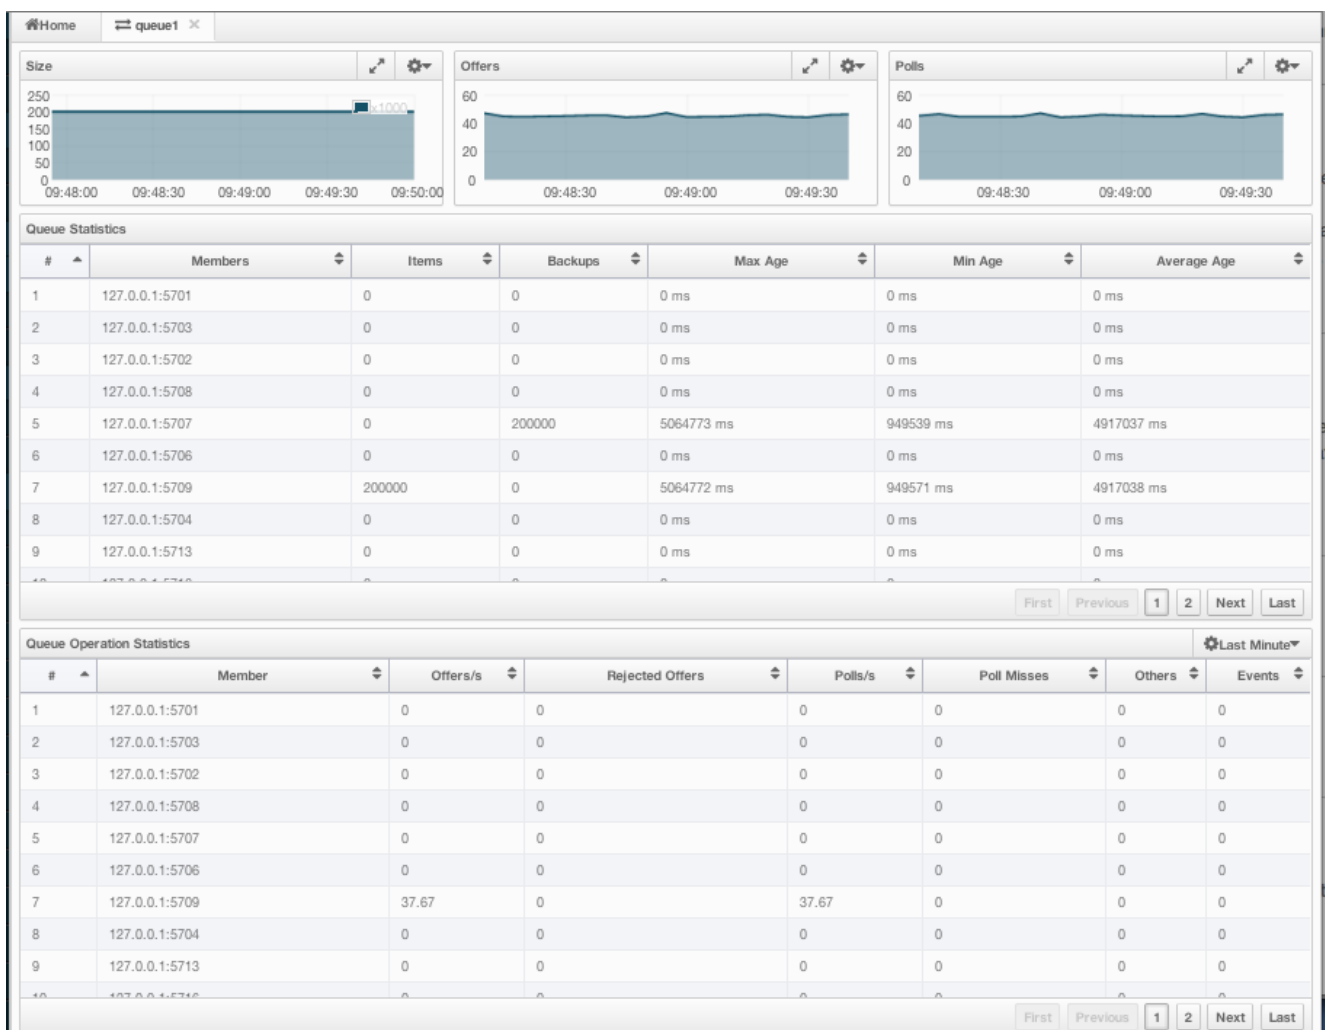 Home queue1 ×
Size Offers Polls
250
200
150
100
50
0
x1000
09:48:00 09:48:30 09:49:00 09:49:30 09:50:00
60
40
20
0
09:48:30 09:49:00 09:49:30
60
40
20
0
09:48:30 09:49:00 09:49:30
Queue Statistics
# Members Items Backups Max Age Min Age Average Age
1 127.0.0.1:5701 0 0 0 ms 0 ms 0 ms
2 127.0.0.1:5703 0 0 0 ms 0 ms 0 ms
3 127.0.0.1:5702 0 0 0 ms 0 ms 0 ms
4 127.0.0.1:5708 0 0 0 ms 0 ms 0 ms
5 127.0.0.1:5707 0 200000 5064773 ms 949539 ms 4917037 ms
6 127.0.0.1:5706 0 0 0 ms 0 ms 0 ms
7 127.0.0.1:5709 200000 0 5064772 ms 949571 ms 4917038 ms
8 127.0.0.1:5704 0 0 0 ms 0 ms 0 ms
9 127.0.0.1:5713 0 0 0 ms 0 ms 0 ms
First Previous 1 2 Next Last
Queue Operation Statistics Last Minute
# Member Offers/s Rejected Offers Polls/s Poll Misses Others Events
1 127.0.0.1:5701 0 0 0 0 0 0
2 127.0.0.1:5703 0 0 0 0 0 0
3 127.0.0.1:5702 0 0 0 0 0 0
4 127.0.0.1:5708 0 0 0 0 0 0
5 127.0.0.1:5707 0 0 0 0 0 0
6 127.0.0.1:5706 0 0 0 0 0 0
7 127.0.0.1:5709 37.67 0 37.67 0 0 0
8 127.0.0.1:5704 0 0 0 0 0 0
9 127.0.0.1:5713 0 0 0 0 0 0
First Previous 1 2 Next Last